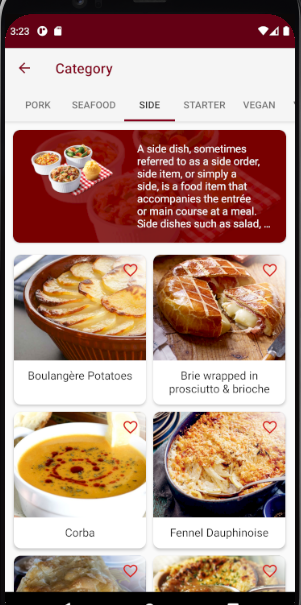 3:23
Category
PORK SEAFOOD SIDE STARTER VEGAN
A side dish, sometimes
referred to as a side order,
side item, or simply a
side, is a food item that
accompanies the entrée
or main course at a meal.
Side dishes such as salad, ...
Boulangère Potatoes
Brie wrapped in
prosciutto & brioche
Corba
Fennel Dauphinoise